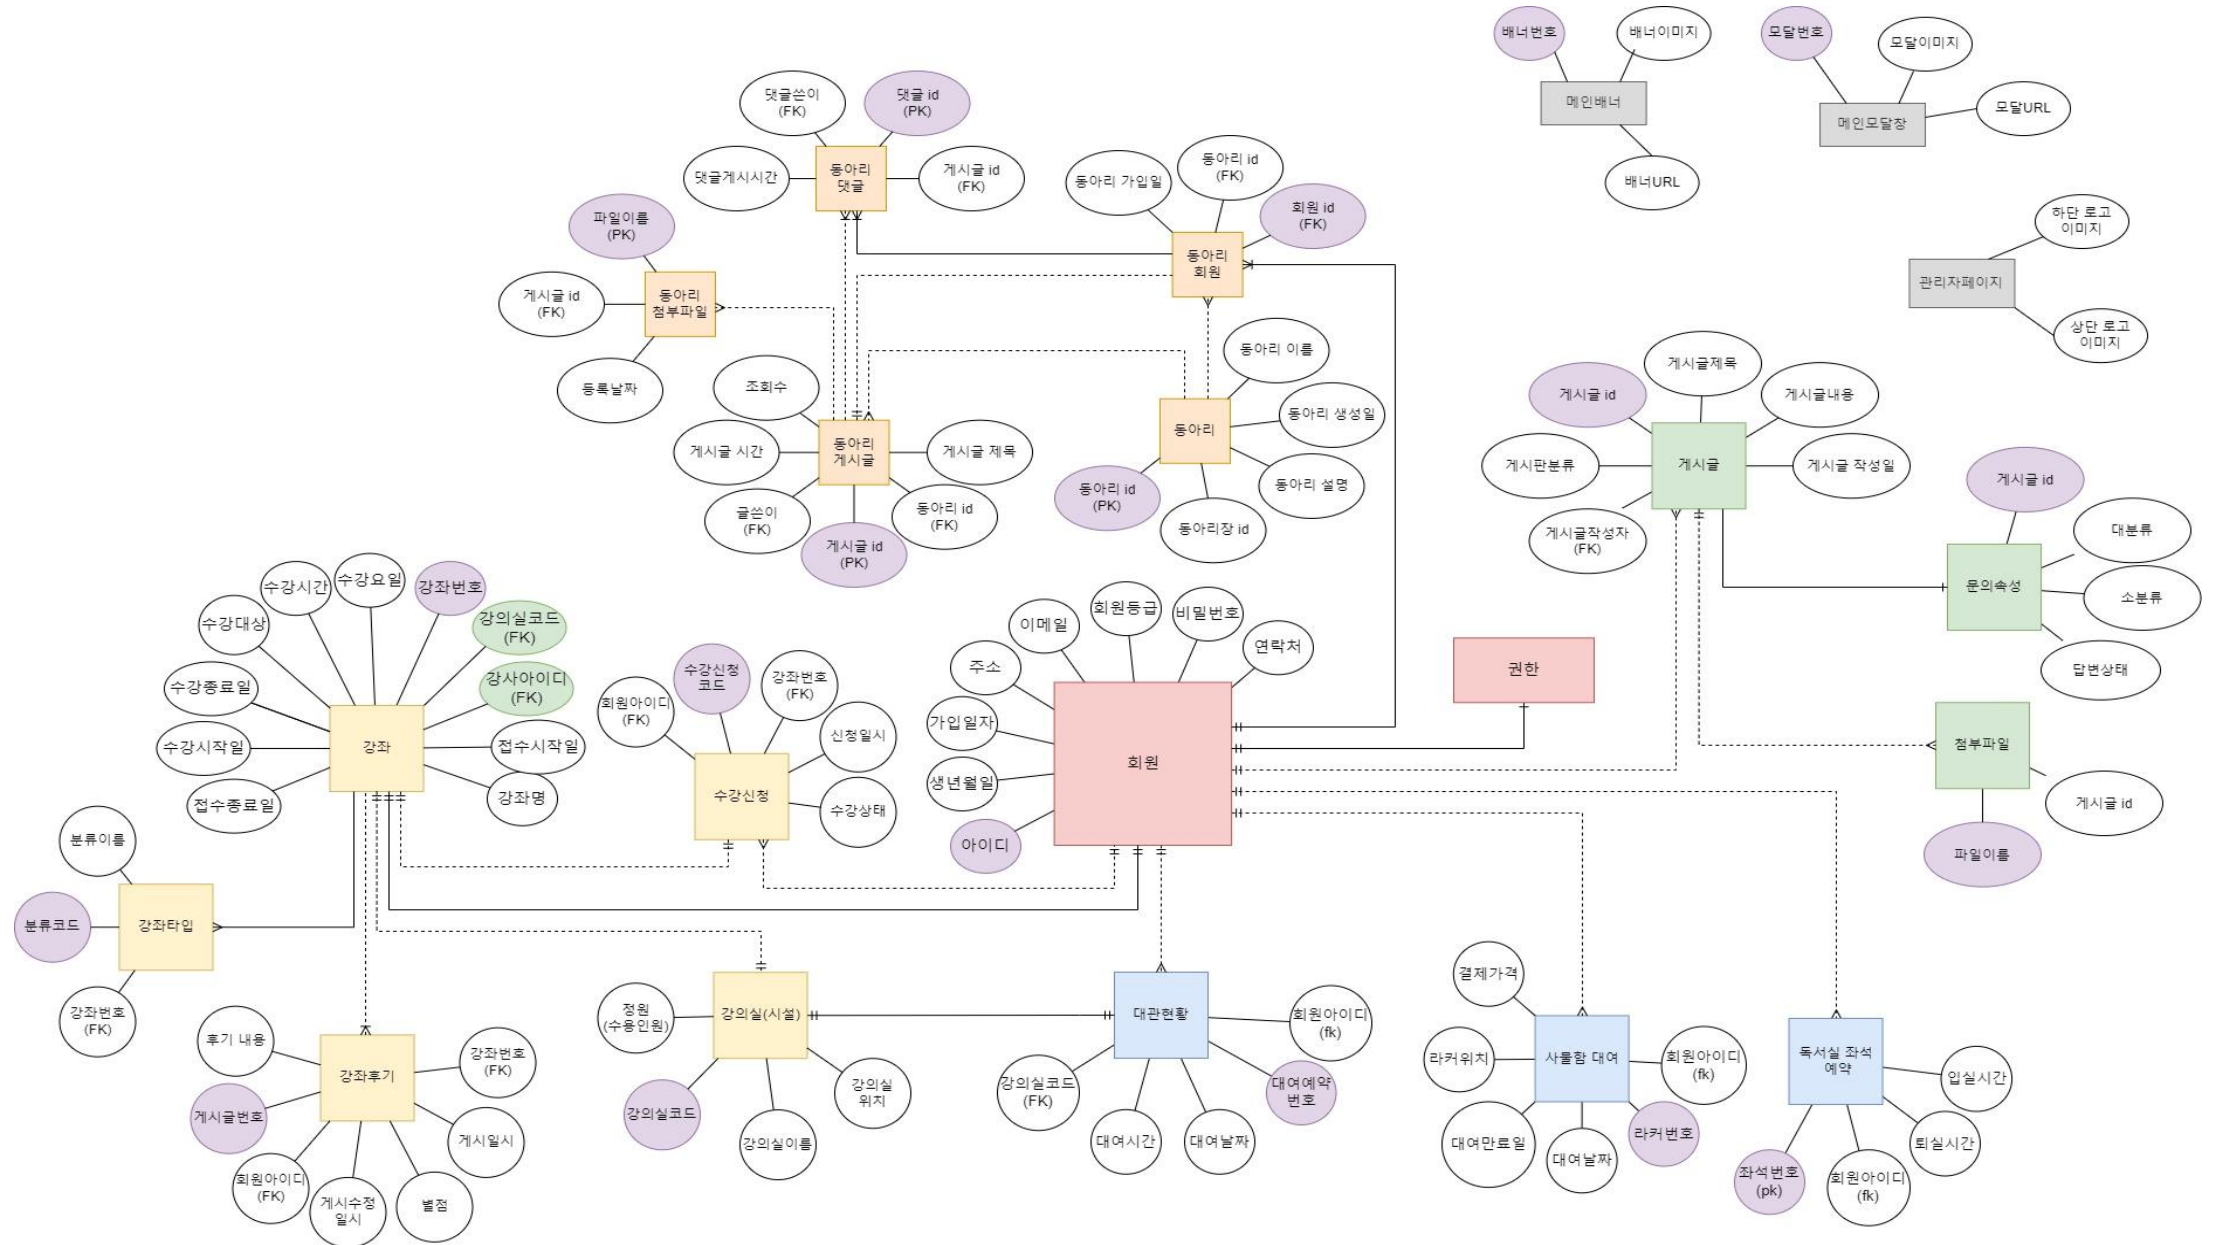 배너번호
배너이미지
메인배너
배너URL
모달번호
모달이미지
모달URL
메인모달창
하단 로고
이미지
관리자페이지
상단 로고
이미지
댓글쓴이
(FK)
댓글 id
(PK)
댓글게시시간
동아리
댓글
게시글 id
(FK)
동아리 가입일
동아리 id
(FK)
회원 id
(FK)
동아리
회원
파일이름
(PK)
게시글 id
(FK)
동아리
첨부파일
등록날짜
조회수
게시글 시간
동아리
게시글
게시글 제목
글쓴이
(FK)
게시글 id
(PK)
동아리 id
(FK)
동아리 이름
동아리 생성일
동아리
동아리 설명
동아리 id
(PK)
동아리장 id
게시글제목
게시글 id
게시글내용
게시판분류
게시글
게시글 작성일
게시글작성자
(FK)
게시글 id
대분류
문의속성
소분류
답변상태
첨부파일
게시글 id
파일이름
수강시간
수강요일
강좌번호
수강대상
강의실코드
(FK)
수강종료일
강사아이디
(FK)
수강시작일
강좌
접수시작일
접수종료일
강좌명
수강신청
코드
강좌번호
(FK)
회원아이디
(FK)
신청일시
수강신청
수강상태
이메일
회원등급
비밀번호
연락처
주소
가입일자
회원
생년월일
아이디
권한
분류이름
분류코드
강좌타입
강좌번호
(FK)
후기 내용
강좌번호
(FK)
강좌후기
게시글번호
게시일시
회원아이디
(FK)
게시수정
일시
별점
정원
(수용인원)
강의실(시설)
강의실
위치
강의실코드
강의실이름
대관현황
회원아이디
(fk)
강의실코드
(FK)
대여예약
번호
대여시간
대여날짜
결제가격
라커위치
사물함 대여
회원아이디
(fk)
대여만료일
대여날짜
라커번호
독서실 좌석
예약
입실시간
퇴실시간
좌석번호
(pk)
회원아이디
(fk)